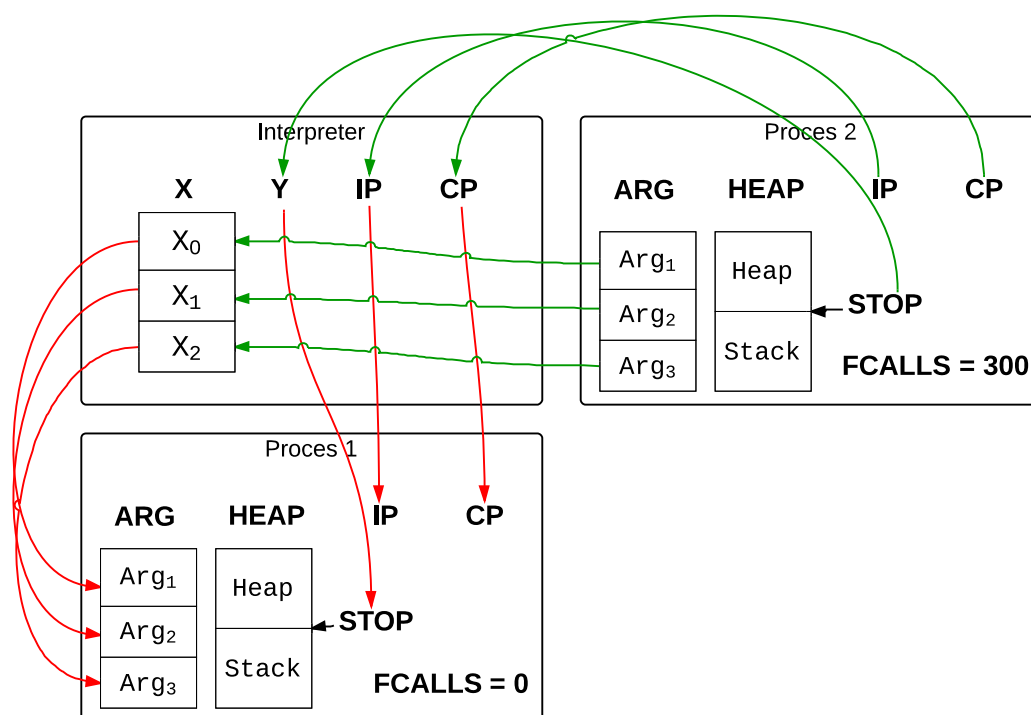 Interpreter
X Y IP CP
X0
X1
X2
Proces 2
ARG HEAP IP CP
Arg1 Heap
Arg2 STOP
Arg3 Stack
FCALLS = 300
Proces 1
ARG HEAP IP CP
Arg1 Heap
Arg2 STOP
Arg3 Stack
FCALLS = 0